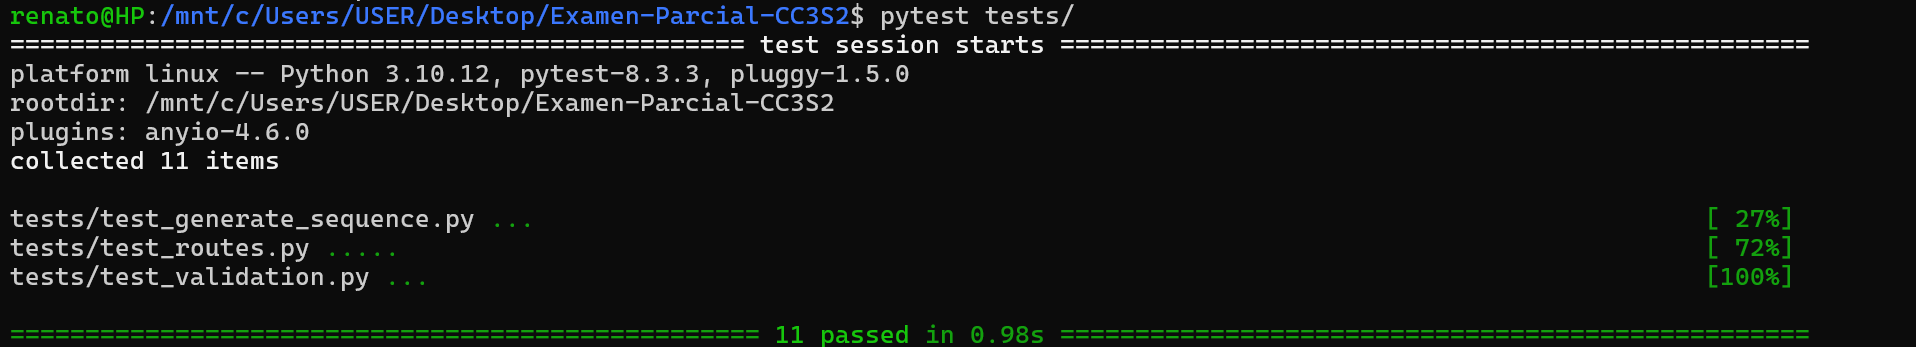 renato@HP:/mnt/c/Users/USER/Desktop/Examen-Parcial-CC3S2$ pytest tests/
================================================= test session starts ==================================================
platform linux -- Python 3.10.12, pytest-8.3.3, pluggy-1.5.0
rootdir: /mnt/c/Users/USER/Desktop/Examen-Parcial-CC3S2
plugins: anyio-4.6.0
collected 11 items
tests/test_generate_sequence.py ... [ 27%]
tests/test_routes.py ..... [ 72%]
tests/test_validation.py ... [100%]
================================================== 11 passed in 0.98s ==================================================